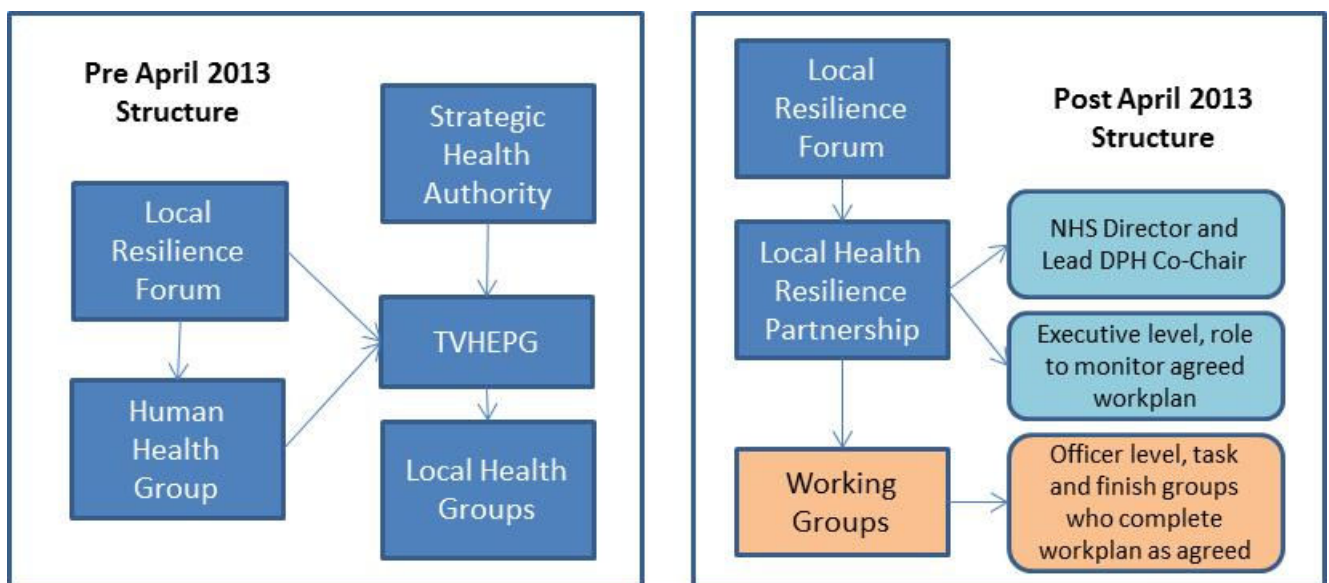 Pre April 2013
Structure
Strategic
Health
Authority
Local
Resilience
Forum
TVHEPG
Human
Health
Group
Local Health
Groups
Local
Resilience
Forum
Post April 2013
Structure
Local Health
Resilience
Partnership
NHS Director and
Lead DPH Co-Chair
Executive level, role
to monitor agreed
workplan
Working
Groups
Officer level, task
and finish groups
who complete
workplan as agreed